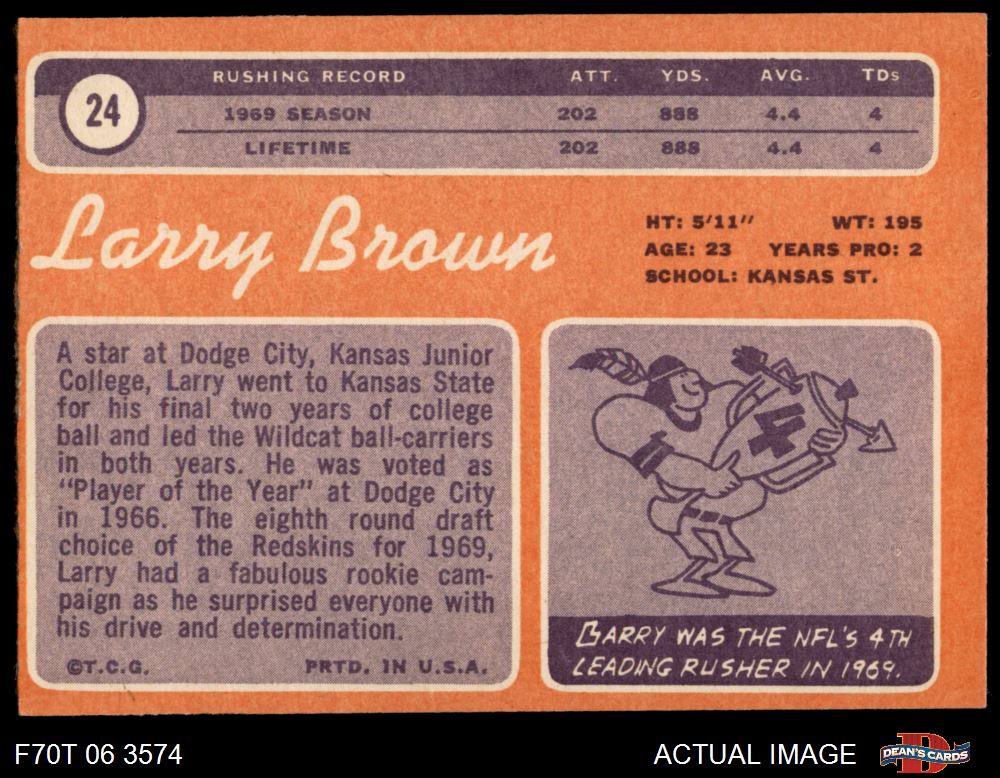 24
RUSHING RECORD ATT. YDS. AVG. TDs
1969 SEASON 202 888 4.4 4
LIFETIME 202 888 4.4 4
Larry Brown
HT: 5'11" WT: 195
AGE: 23 YEARS PRO: 2
SCHOOL: KANSAS ST.
A star at Dodge City, Kansas Junior
College, Larry went to Kansas State
for his final two years of college
ball and led the Wildcat ball-carriers
in both years. He was voted as
"Player of the Year" at Dodge City
in 1966. The eighth round draft
choice of the Redskins for 1969,
Larry had a fabulous rookie cam-
paign as he surprised everyone with
his drive and determination.
©T.C.G. PRTD. IN U.S.A.
4
LARRY WAS THE NFL'S 4TH
LEADING RUSHER IN 1969.
F70T 06 3574 ACTUAL IMAGE
D
DEAN'S CARDS